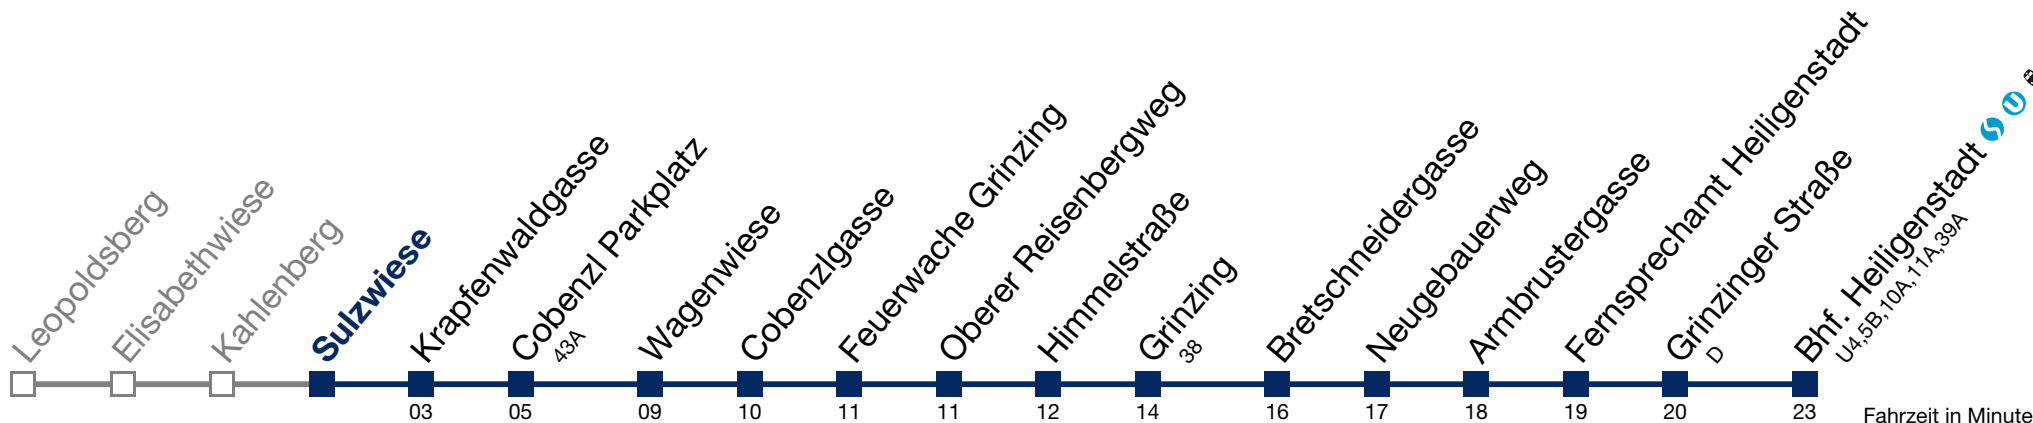 Leopoldsberg
Elisabethwiese
Kahlenberg
Sulzwiese
Krapfenwaldgasse
Cobenzl Parkplatz
43A
Wagenwiese
Cobenzlgasse
Feuerwache Grinzing
Oberer Reisenbergweg
Himmelstraße
Grinzing
38
Bretschneidergasse
Neugebauerweg
Armbrustergasse
Fernsprechamt Heiligenstadt
Grinzinger Straße
D
Bhf. Heiligenstadt S U
U4,5B,10A,11A,39A
03 05 09 10 11 11 12 14 16 17 18 19 20 23
Fahrzeit in Minute